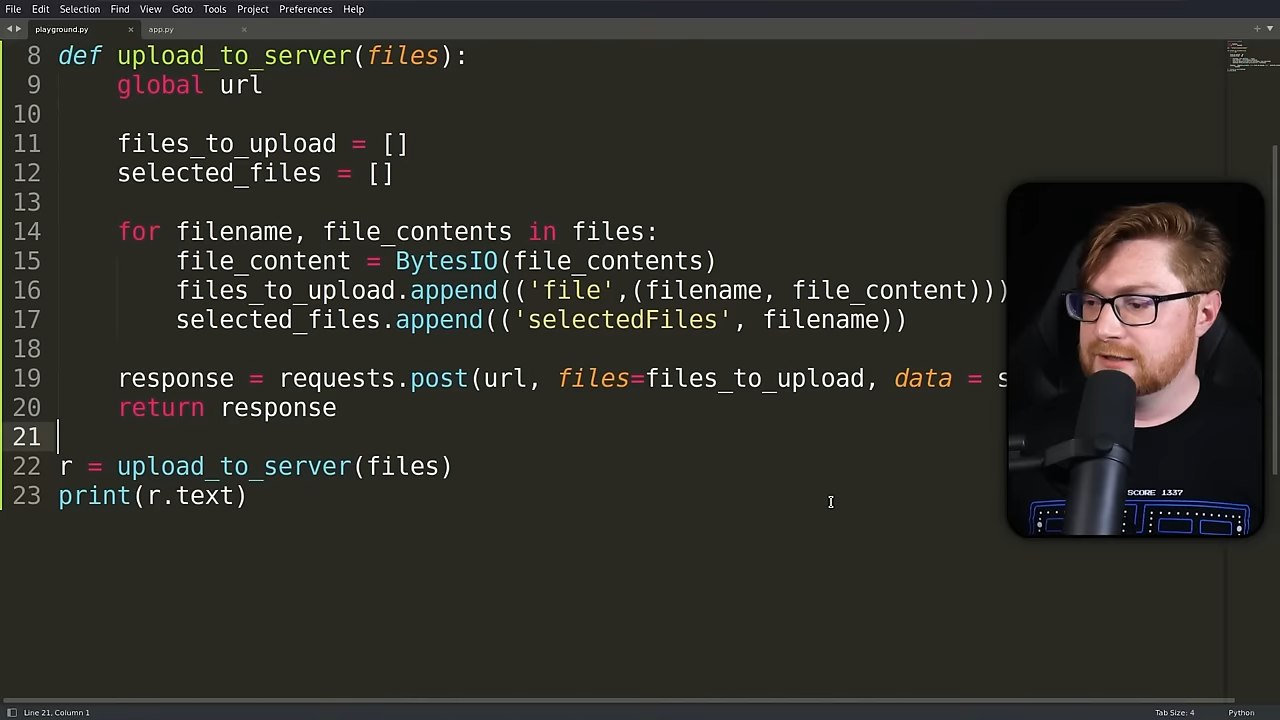 File Edit Selection Find View Goto Tools Project Preferences Help
playground.py × app.py ×
8 def upload_to_server(files):
9 global url
10
11 files_to_upload = []
12 selected_files = []
13
14 for filename, file_contents in files:
15 file_content = BytesIO(file_contents)
16 files_to_upload.append(('file',(filename, file_content)))
17 selected_files.append(('selectedFiles', filename))
18
19 response = requests.post(url, files=files_to_upload, data = s
20 return response
21
22 r = upload_to_server(files)
23 print(r.text)
SCORE 1337
Line 21, Column 1 Tab Size: 4 Python